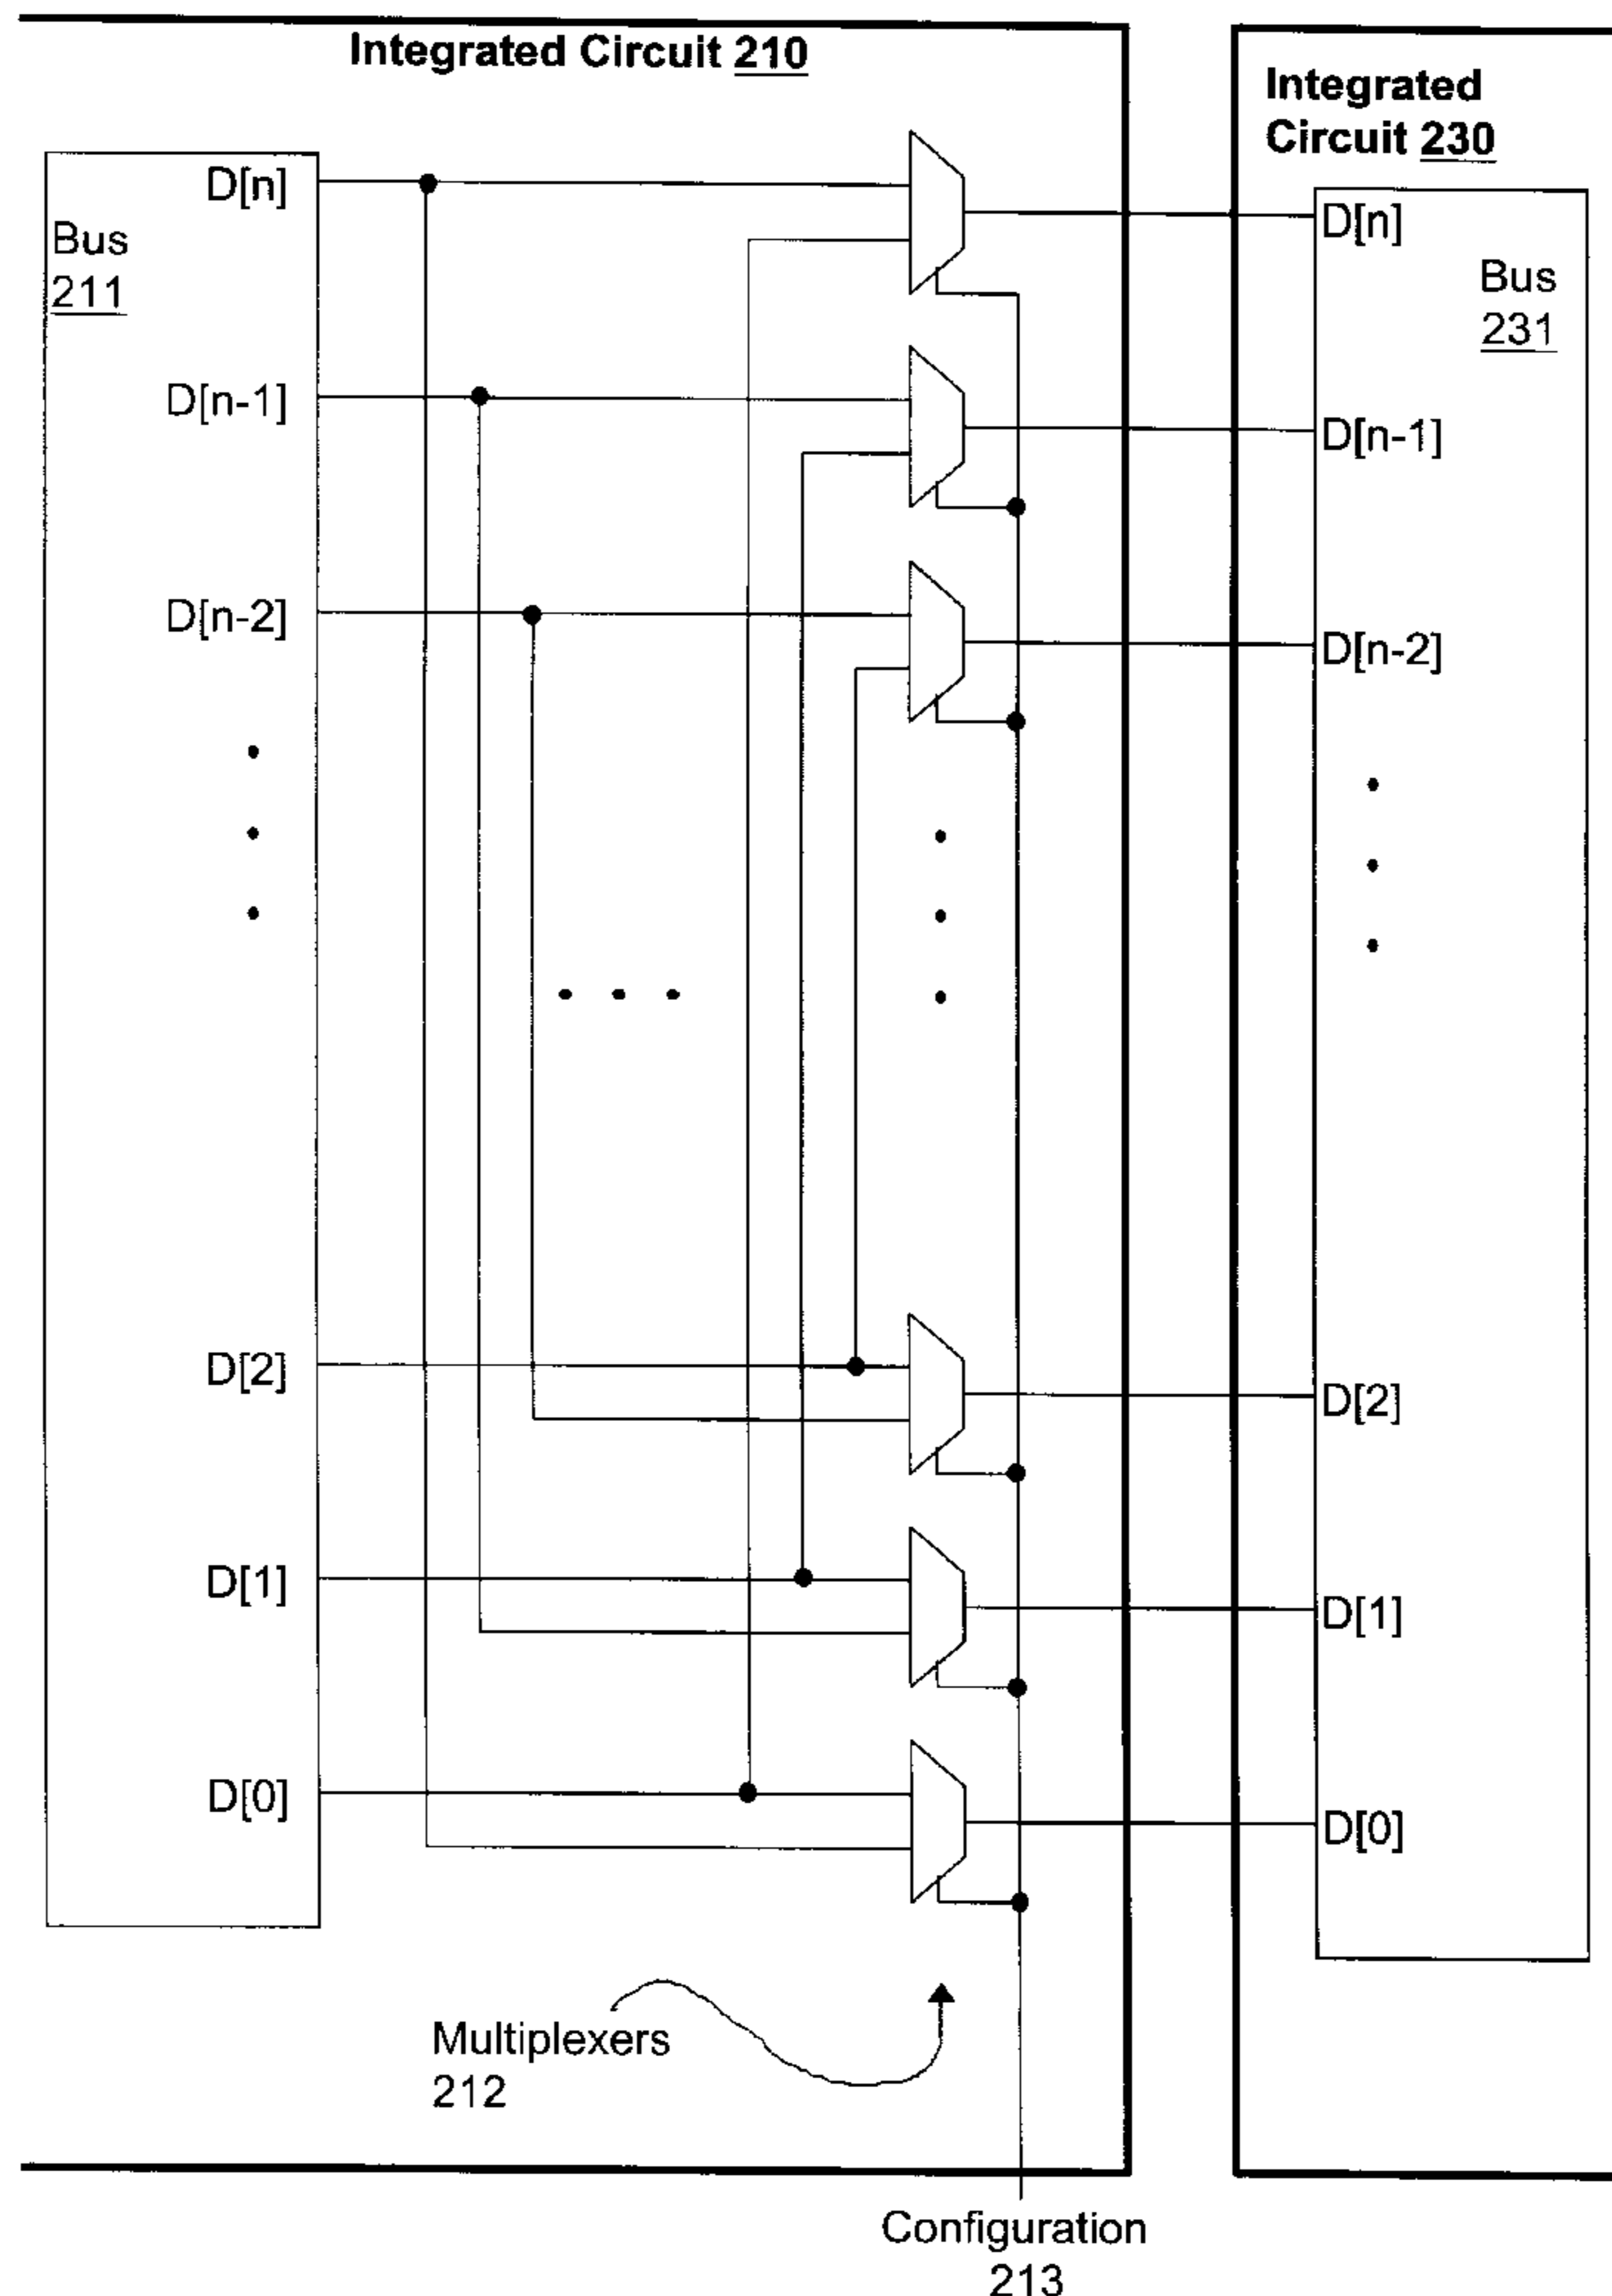 Integrated Circuit 210
Integrated
Circuit 230
Bus
211
D[n]
D[n-1]
D[n-2]
D[2]
D[1]
D[0]
D[n]
Bus
231
D[n-1]
D[n-2]
D[2]
D[1]
D[0]
Multiplexers
212
Configuration
213